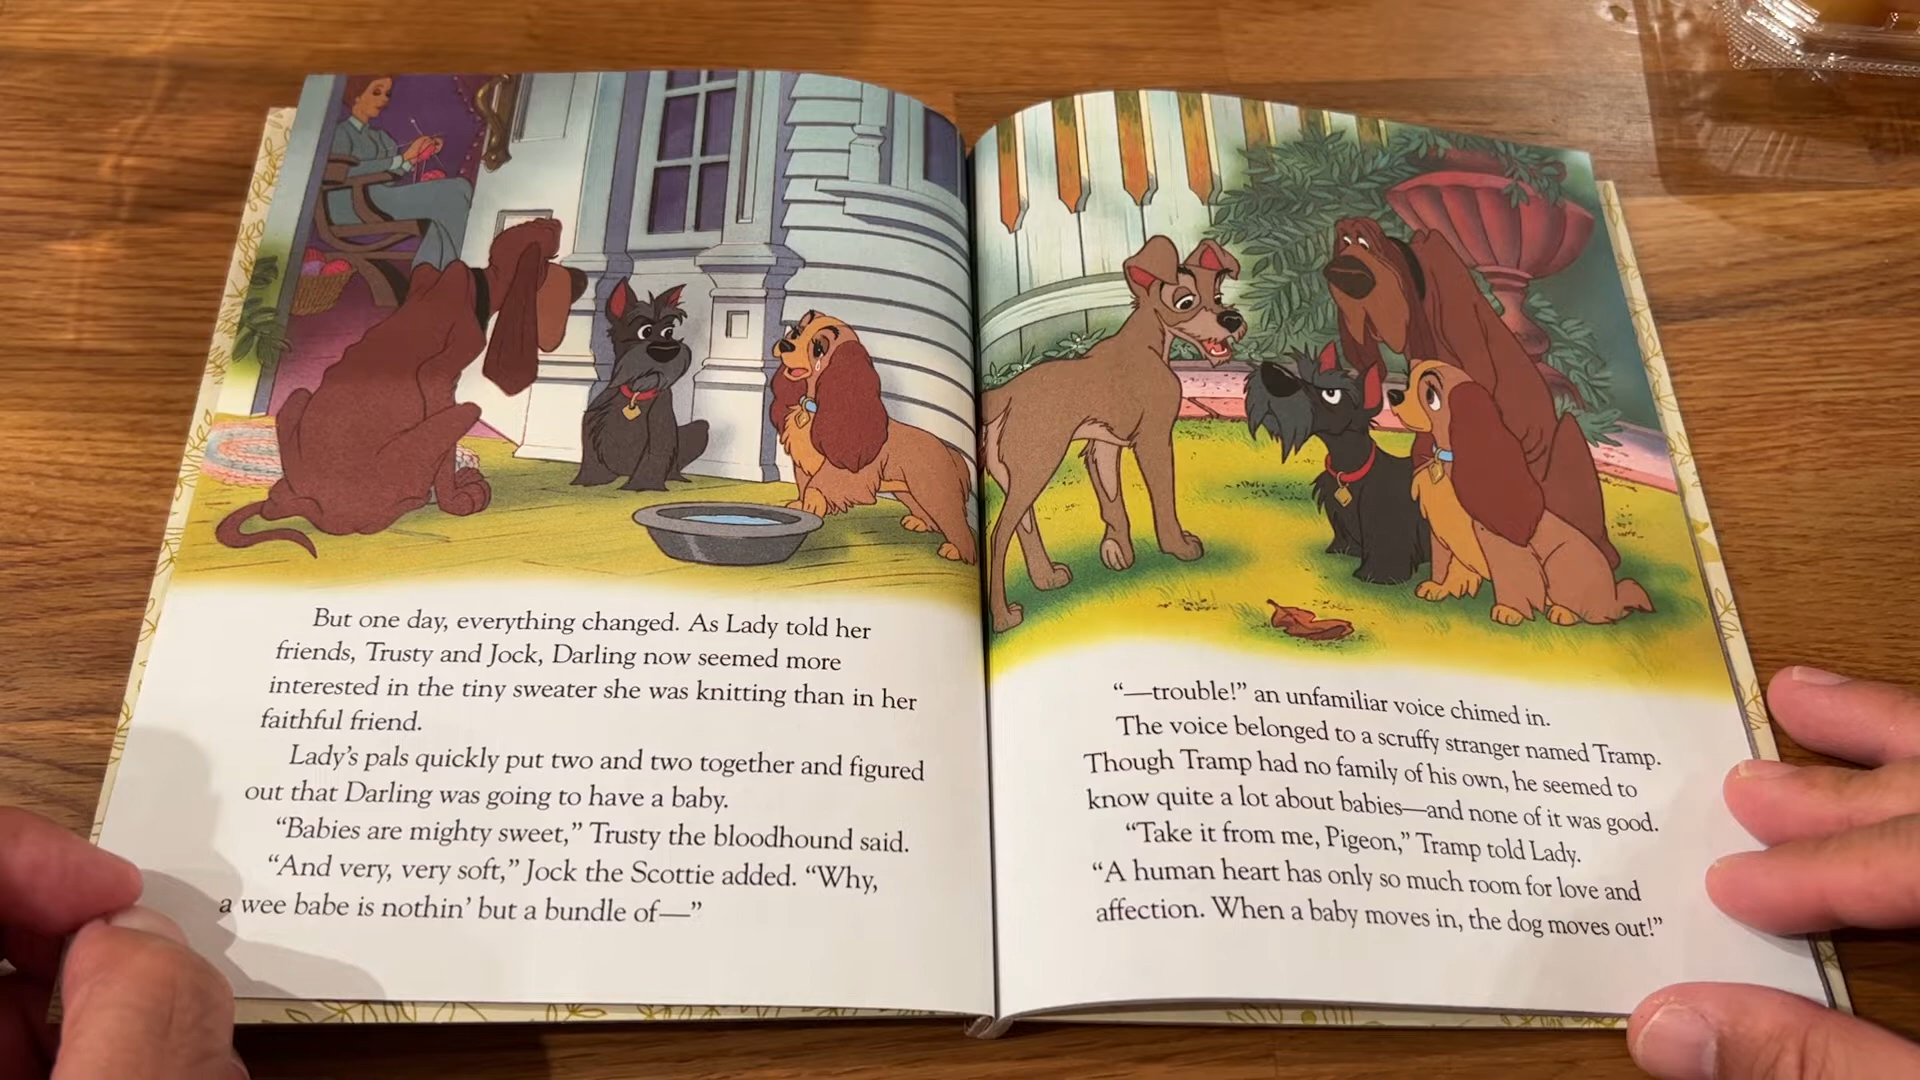 But one day, everything changed. As Lady told her
friends, Trusty and Jock, Darling now seemed more
interested in the tiny sweater she was knitting than in her
faithful friend.
Lady’s pals quickly put two and two together and figured
out that Darling was going to have a baby.
“Babies are mighty sweet,” Trusty the bloodhound said.
“And very, very soft,” Jock the Scottie added. “Why,
a wee babe is nothin’ but a bundle of—”
“—trouble!” an unfamiliar voice chimed in.
The voice belonged to a scruffy stranger named Tramp.
Though Tramp had no family of his own, he seemed to
know quite a lot about babies—and none of it was good.
“Take it from me, Pigeon,” Tramp told Lady.
“A human heart has only so much room for love and
affection. When a baby moves in, the dog moves out!”